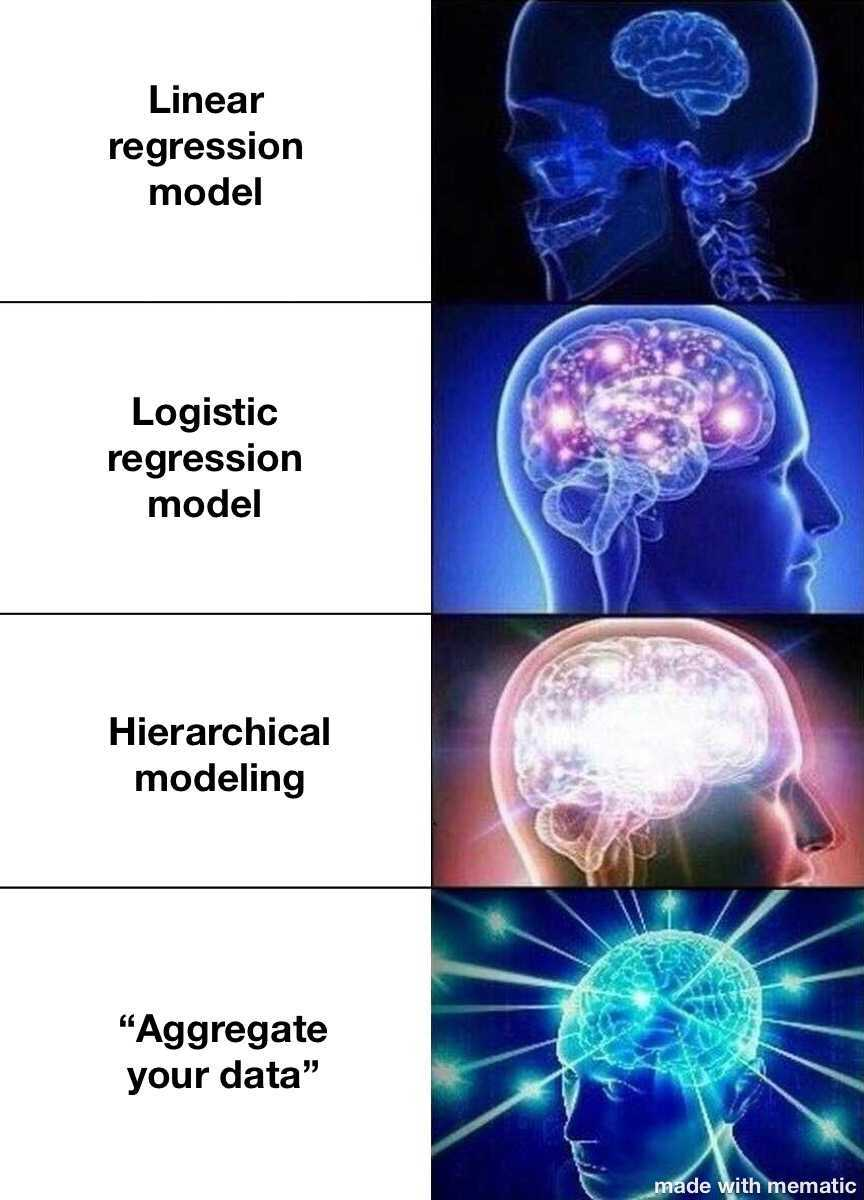 Linear
regression
model
Logistic
regression
model
Hierarchical
modeling
“Aggregate
your data”
made with mematic